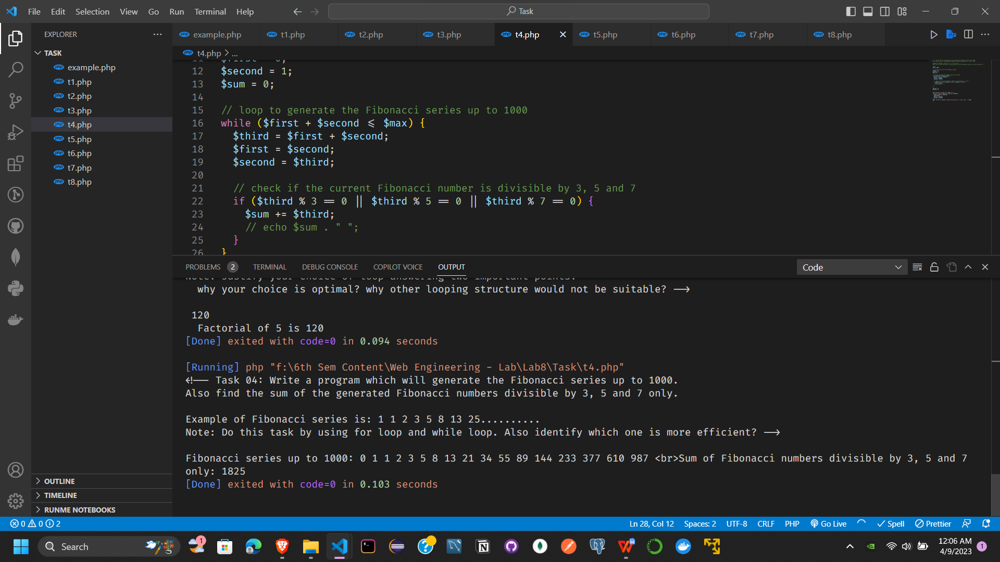 File Edit Selection View Go Run Terminal Help
Task
EXPLORER
example.php t1.php t2.php t3.php t4.php t5.php t6.php t7.php t8.php
TASK
example.php
t1.php
t2.php
t3.php
t4.php
t5.php
t6.php
t7.php
t8.php
OUTLINE
TIMELINE
RUNME NOTEBOOKS
t4.php > ...
12 $second = 1;
13 $sum = 0;
14
15 // loop to generate the Fibonacci series up to 1000
16 while ($first + $second <= $max) {
17 $third = $first + $second;
18 $first = $second;
19 $second = $third;
20
21 // check if the current Fibonacci number is divisible by 3, 5 and 7
22 if ($third % 3 == 0 || $third % 5 == 0 || $third % 7 == 0) {
23 $sum += $third;
24 // echo $sum . " ";
25 }
26 }
PROBLEMS 2 TERMINAL DEBUG CONSOLE COPILOT VOICE OUTPUT
Code
Note: Justify your choice of loop answering two important points.
why your choice is optimal? why other looping structure would not be suitable? -->
120
Factorial of 5 is 120
[Done] exited with code=0 in 0.094 seconds
[Running] php "f:\6th Sem Content\Web Engineering - Lab\Lab8\Task\t4.php"
<!-- Task 04: Write a program which will generate the Fibonacci series up to 1000.
Also find the sum of the generated Fibonacci numbers divisible by 3, 5 and 7 only.
Example of Fibonacci series is: 1 1 2 3 5 8 13 25..........
Note: Do this task by using for loop and while loop. Also identify which one is more efficient? -->
Fibonacci series up to 1000: 0 1 1 2 3 5 8 13 21 34 55 89 144 233 377 610 987 <br>Sum of Fibonacci numbers divisible by 3, 5 and 7
only: 1825
[Done] exited with code=0 in 0.103 seconds
0 0 2
Ln 28, Col 12 Spaces: 2 UTF-8 CRLF PHP Go Live Spell Prettier
Search
1
12:06 AM
4/9/2023
1